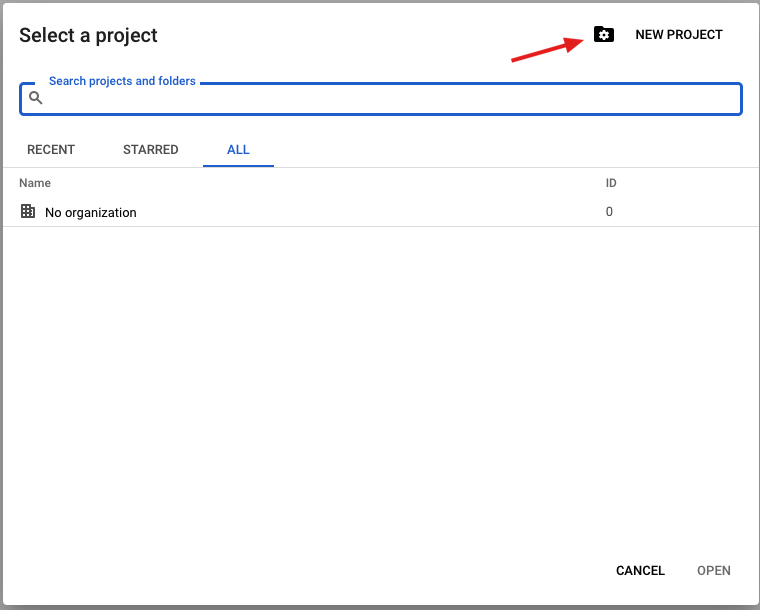 Select a project
NEW PROJECT
Search projects and folders
RECENT STARRED ALL
Name ID
No organization 0
CANCEL OPEN